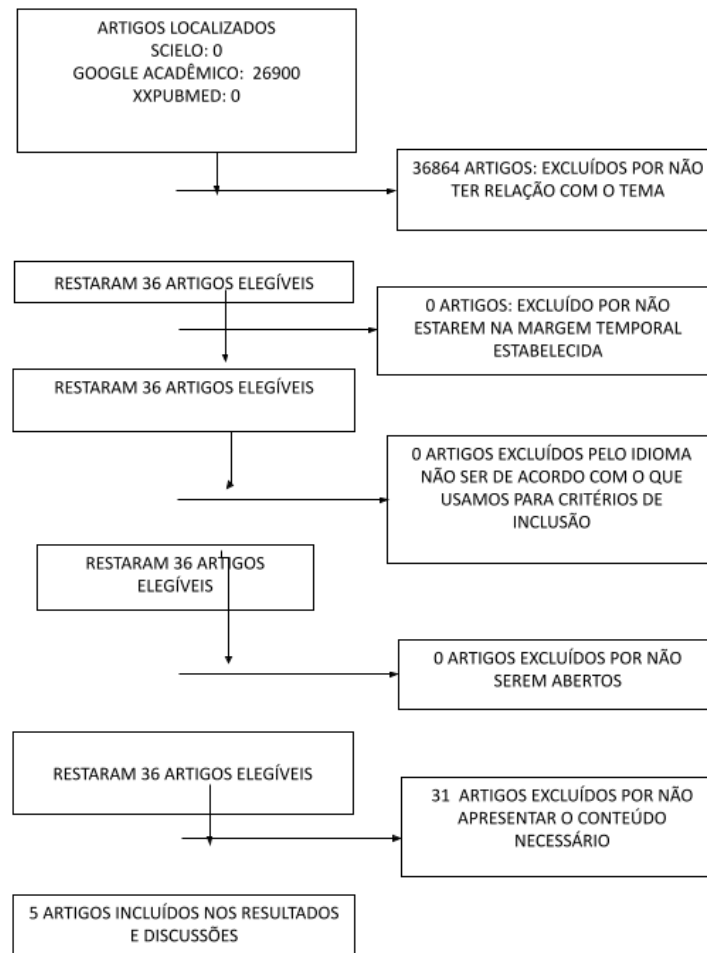 ARTIGOS LOCALIZADOS
SCIELO: 0
GOOGLE ACADÊMICO:  26900
XXPUBMED: 0
36864 ARTIGOS: EXCLUÍDOS POR NÃO
TER RELAÇÃO COM O TEMA
RESTARAM 36 ARTIGOS ELEGÍVEIS
0 ARTIGOS: EXCLUÍDO POR NÃO
ESTAREM NA MARGEM TEMPORAL
ESTABELECIDA
RESTARAM 36 ARTIGOS ELEGÍVEIS
0 ARTIGOS EXCLUÍDOS PELO IDIOMA
NÃO SER DE ACORDO COM O QUE
USAMOS PARA CRITÉRIOS DE
INCLUSÃO
RESTARAM 36 ARTIGOS
ELEGÍVEIS
0 ARTIGOS EXCLUÍDOS POR NÃO
SEREM ABERTOS
RESTARAM 36 ARTIGOS ELEGÍVEIS
31  ARTIGOS EXCLUÍDOS POR NÃO
APRESENTAR O CONTEÚDO
NECESSÁRIO
5 ARTIGOS INCLUÍDOS NOS RESULTADOS
E DISCUSSÕES